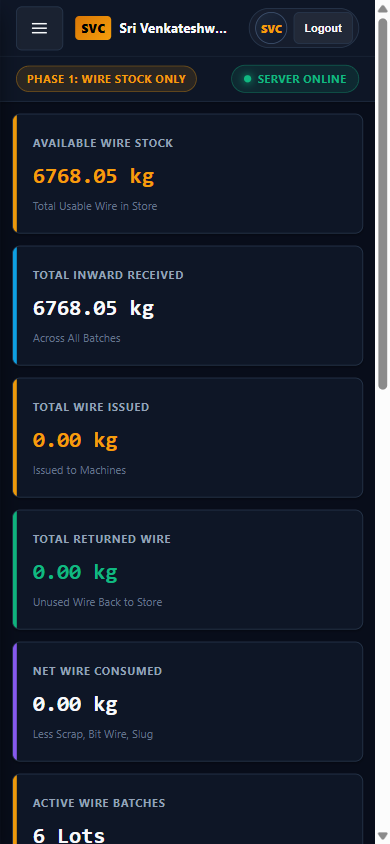 SVC Sri Venkateshw... SVC Logout
PHASE 1: WIRE STOCK ONLY SERVER ONLINE
AVAILABLE WIRE STOCK
6768.05 kg
Total Usable Wire in Store
TOTAL INWARD RECEIVED
6768.05 kg
Across All Batches
TOTAL WIRE ISSUED
0.00 kg
Issued to Machines
TOTAL RETURNED WIRE
0.00 kg
Unused Wire Back to Store
NET WIRE CONSUMED
0.00 kg
Less Scrap, Bit Wire, Slug
ACTIVE WIRE BATCHES
6 Lots